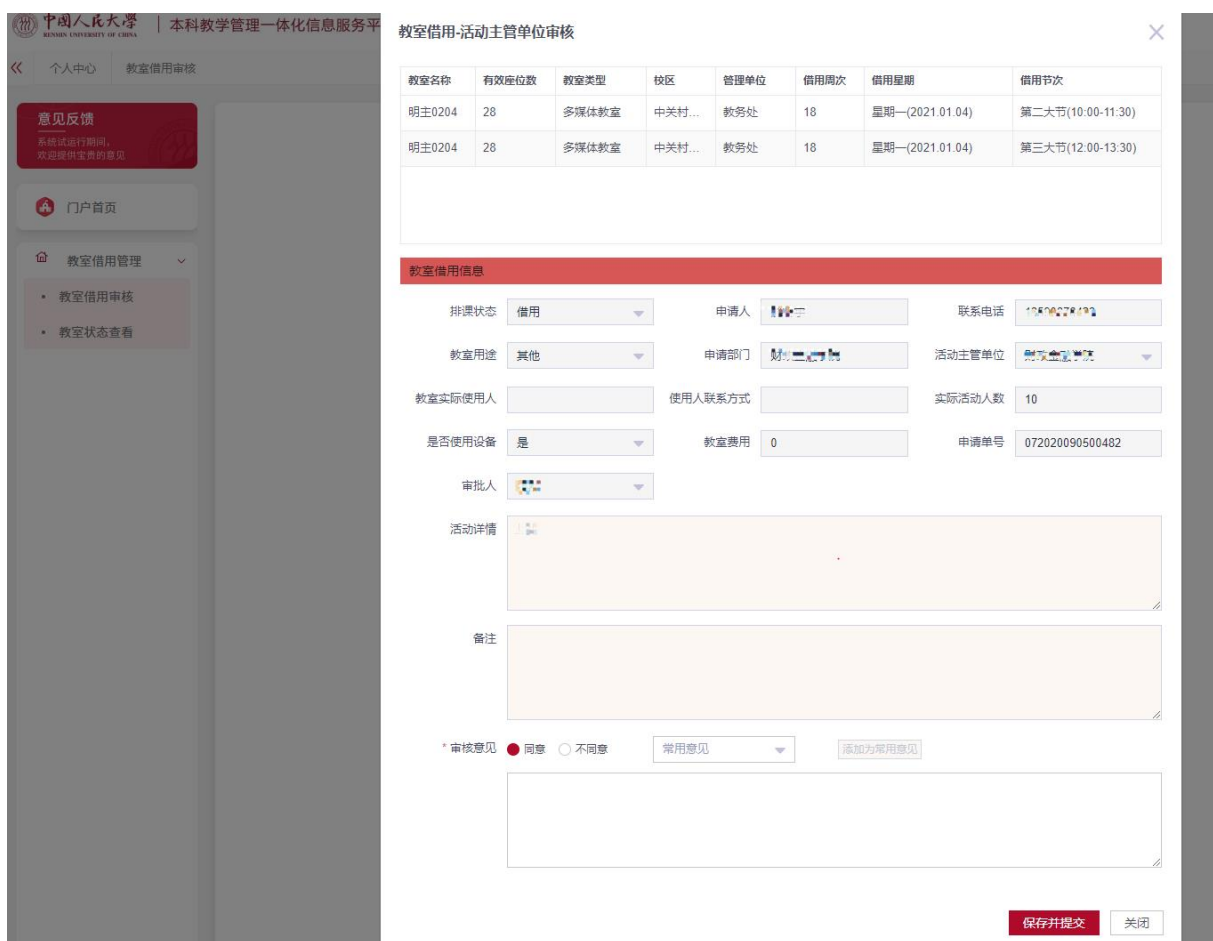 中国人民大学 RENMIN UNIVERSITY OF CHINA | 本科教学管理一体化信息服务平
个人中心 教室借用审核
意见反馈
系统试运行期间,
欢迎提供宝贵的意见
门户首页
教室借用管理
• 教室借用审核
• 教室状态查看
教室借用-活动主管单位审核
教室名称 有效座位数 教室类型 校区 管理单位 借用周次 借用星期 借用节次
明主0204 28 多媒体教室 中关村... 教务处 18 星期一(2021.01.04) 第二大节(10:00-11:30)
明主0204 28 多媒体教室 中关村... 教务处 18 星期一(2021.01.04) 第三大节(12:00-13:30)
教室借用信息
排课状态 借用 申请人 联系电话
教室用途 其他 申请部门 活动主管单位
教室实际使用人 使用人联系方式 实际活动人数 10
是否使用设备 是 教室费用 0 申请单号 072020090500482
审批人
活动详情
备注
* 审核意见 同意 不同意 常用意见 添加为常用意见
保存并提交 关闭